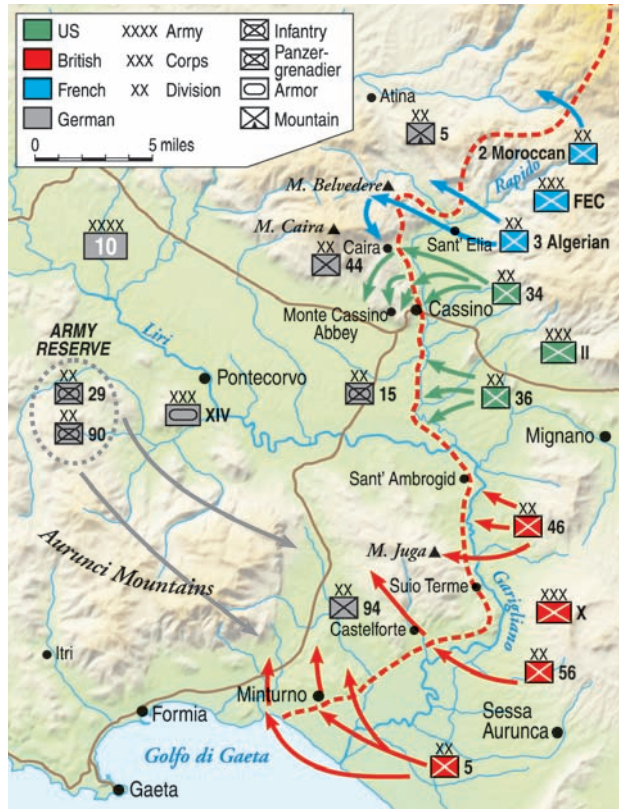 US
British
French
German
XXXX Army
XXX Corps
XX Division
Infantry
Panzer-
grenadier
Armor
Mountain
0 5 miles
Atina
XX
5
XX
2 Moroccan
Rapido
XXX
FEC
M. Belvedere
XX
3 Algerian
Sant' Elia
M. Caira
Caira
XXXX
10
XX
44
XX
34
Monte Cassino
Abbey
Cassino
XXX
II
Liri
ARMY
RESERVE
XX
29
XX
90
Pontecorvo
XXX
XIV
XX
15
XX
36
Mignano
Sant' Ambrogid
XX
46
Aurunci Mountains
M. Juga
Suio Terme
Garigliano
XX
94
Castelforte
XXX
X
XX
56
Itri
Minturno
Formia
Sessa
Aurunca
Golfo di Gaeta
XX
5
Gaeta